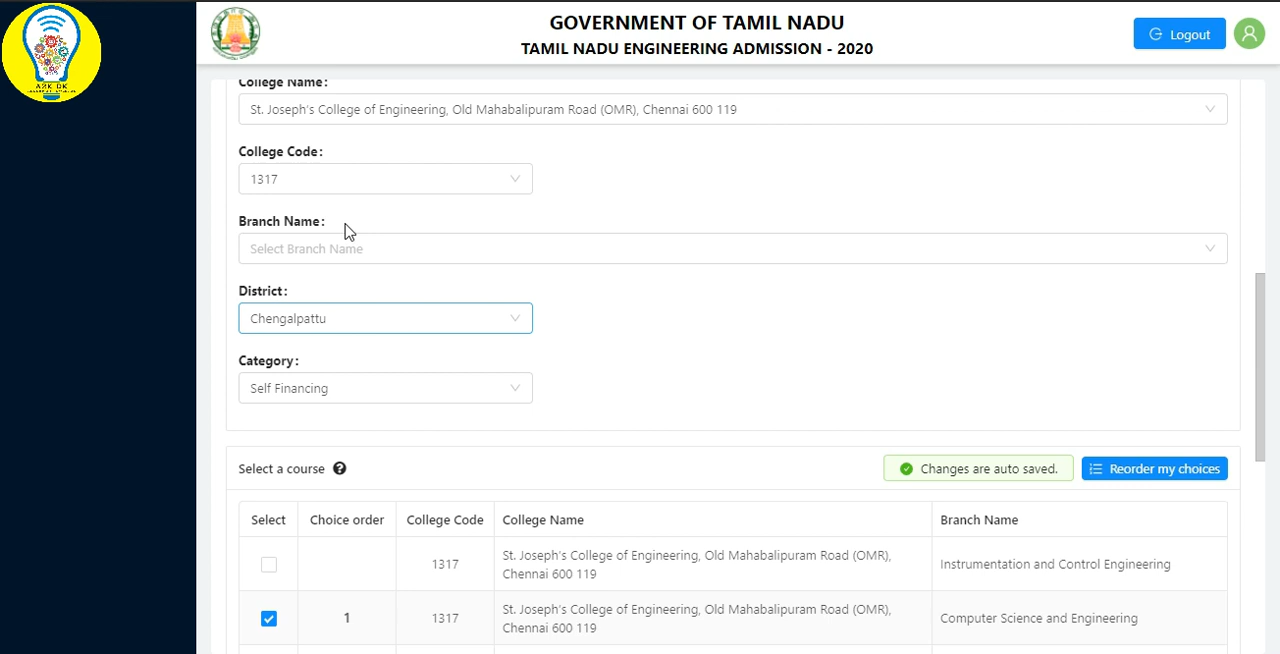 GOVERNMENT OF TAMIL NADU
TAMIL NADU ENGINEERING ADMISSION - 2020
Logout
A2K DK
College Name:
St. Joseph's College of Engineering, Old Mahabalipuram Road (OMR), Chennai 600 119
College Code:
1317
Branch Name:
Select Branch Name
District:
Chengalpattu
Category:
Self Financing
Select a course
Changes are auto saved.
Reorder my choices
Select Choice order College Code College Name Branch Name
1317 St. Joseph's College of Engineering, Old Mahabalipuram Road (OMR), Instrumentation and Control Engineering
Chennai 600 119
1 1317 St. Joseph's College of Engineering, Old Mahabalipuram Road (OMR), Computer Science and Engineering
Chennai 600 119